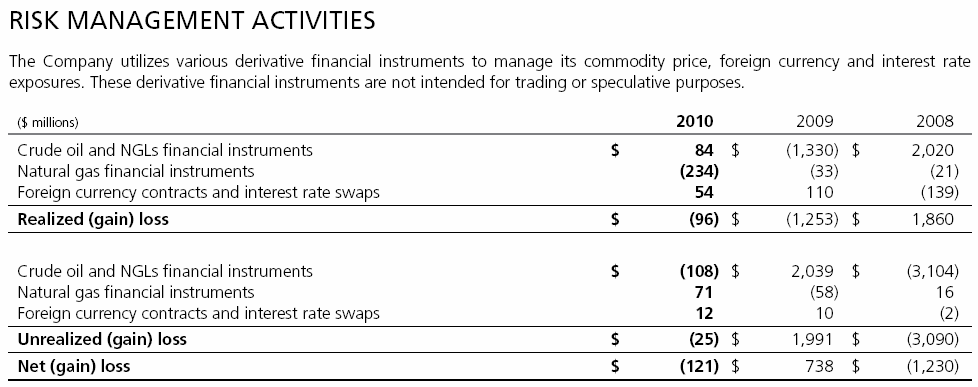 RISK MANAGEMENT ACTIVITIES
The Company utilizes various derivative financial instruments to manage its commodity price, foreign currency and interest rate
exposures. These derivative financial instruments are not intended for trading or speculative purposes.
($ millions) 2010 2009 2008
Crude oil and NGLs financial instruments $ 84 $ (1,330) $ 2,020
Natural gas financial instruments (234) (33) (21)
Foreign currency contracts and interest rate swaps 54 110 (139)
Realized (gain) loss $ (96) $ (1,253) $ 1,860
Crude oil and NGLs financial instruments $ (108) $ 2,039 $ (3,104)
Natural gas financial instruments 71 (58) 16
Foreign currency contracts and interest rate swaps 12 10 (2)
Unrealized (gain) loss $ (25) $ 1,991 $ (3,090)
Net (gain) loss $ (121) $ 738 $ (1,230)